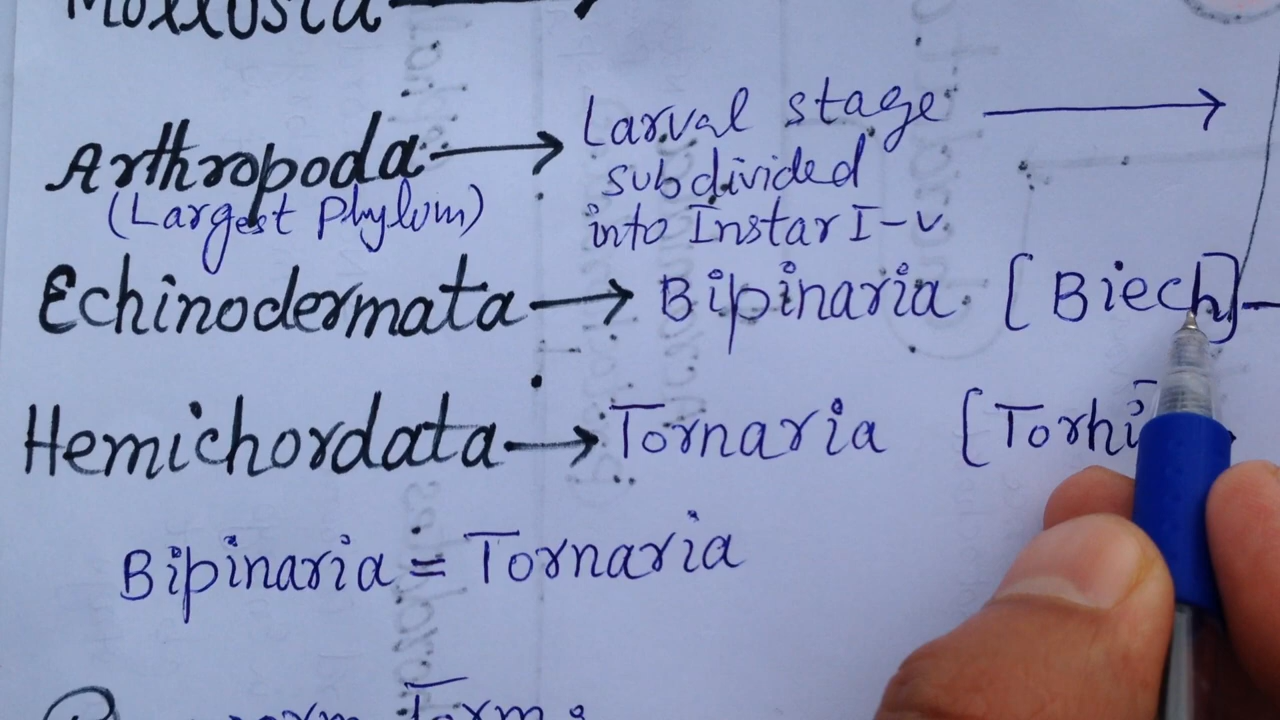 Arthropoda → Larval stage →
(Largest Phylum) subdivided
into Instar I-V.
Echinodermata → Bipinaria. [Biech]-
Hemichordata → Tornaria [Torhi
Bipinaria = Tornaria